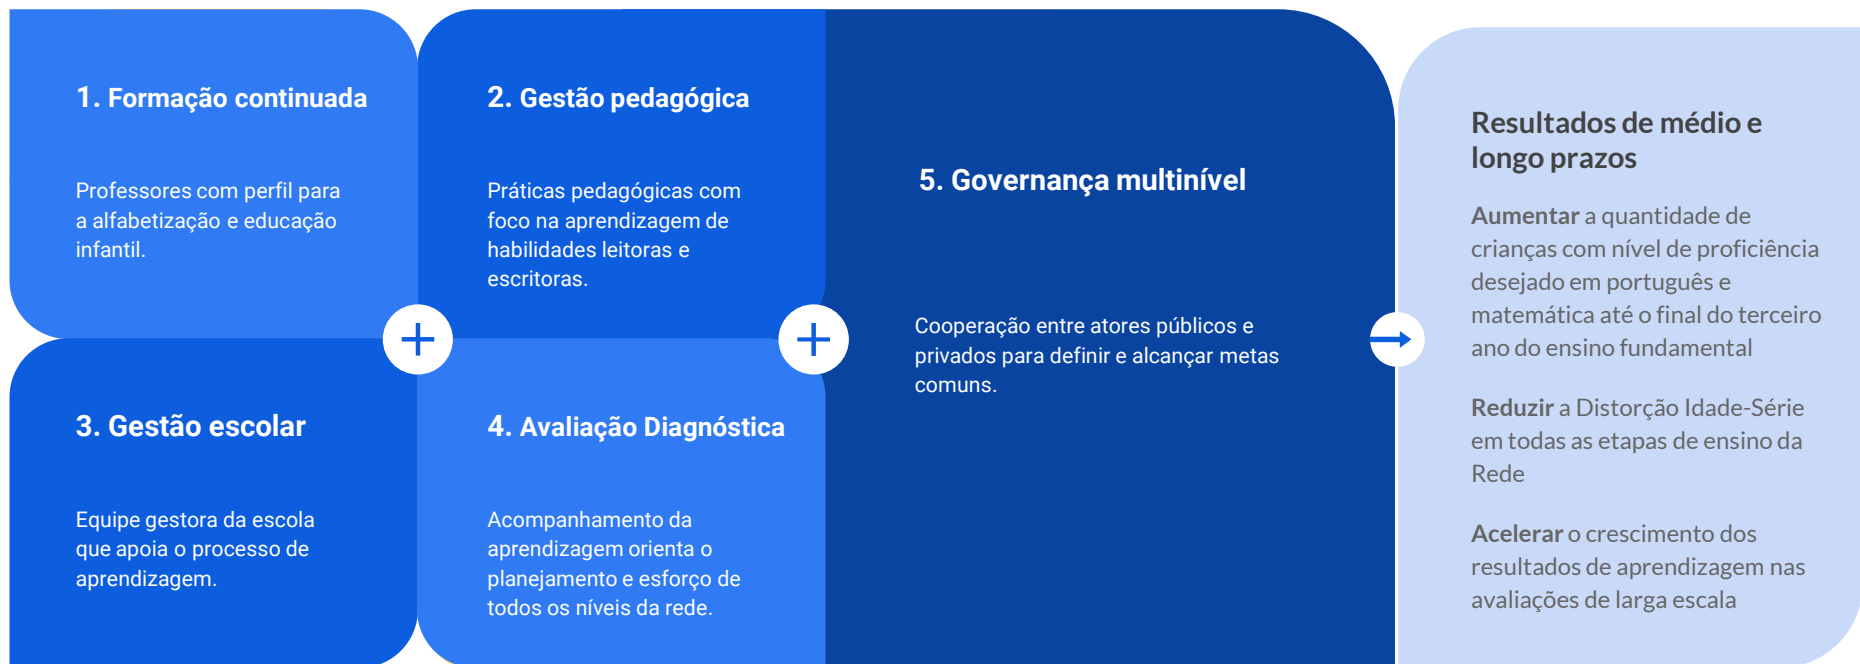 1. Formação continuada
Professores com perfil para
a alfabetização e educação
infantil.
2. Gestão pedagógica
Práticas pedagógicas com
foco na aprendizagem de
habilidades leitoras e
escritoras.
3. Gestão escolar
Equipe gestora da escola
que apoia o processo de
aprendizagem.
4. Avaliação Diagnóstica
Acompanhamento da
aprendizagem orienta o
planejamento e esforço de
todos os níveis da rede.
5. Governança multinível
Cooperação entre atores públicos e
privados para definir e alcançar metas
comuns.
Resultados de médio e
longo prazos
Aumentar a quantidade de
crianças com nível de proficiência
desejado em português e
matemática até o final do terceiro
ano do ensino fundamental
Reduzir a Distorção Idade-Série
em todas as etapas de ensino da
Rede
Acelerar o crescimento dos
resultados de aprendizagem nas
avaliações de larga escala